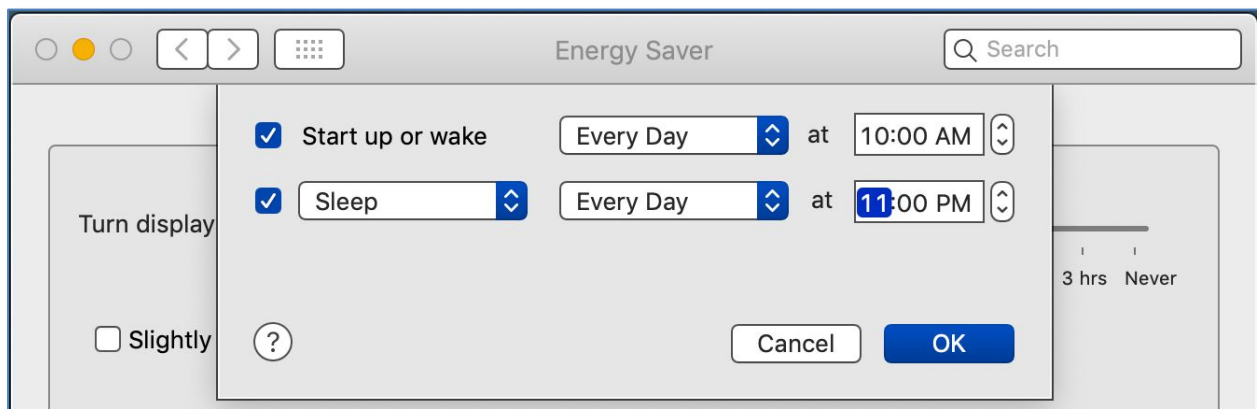 Energy Saver
Search
Start up or wake Every Day at 10:00 AM
Sleep Every Day at 11:00 PM
Turn display
3 hrs Never
Slightly
? Cancel OK